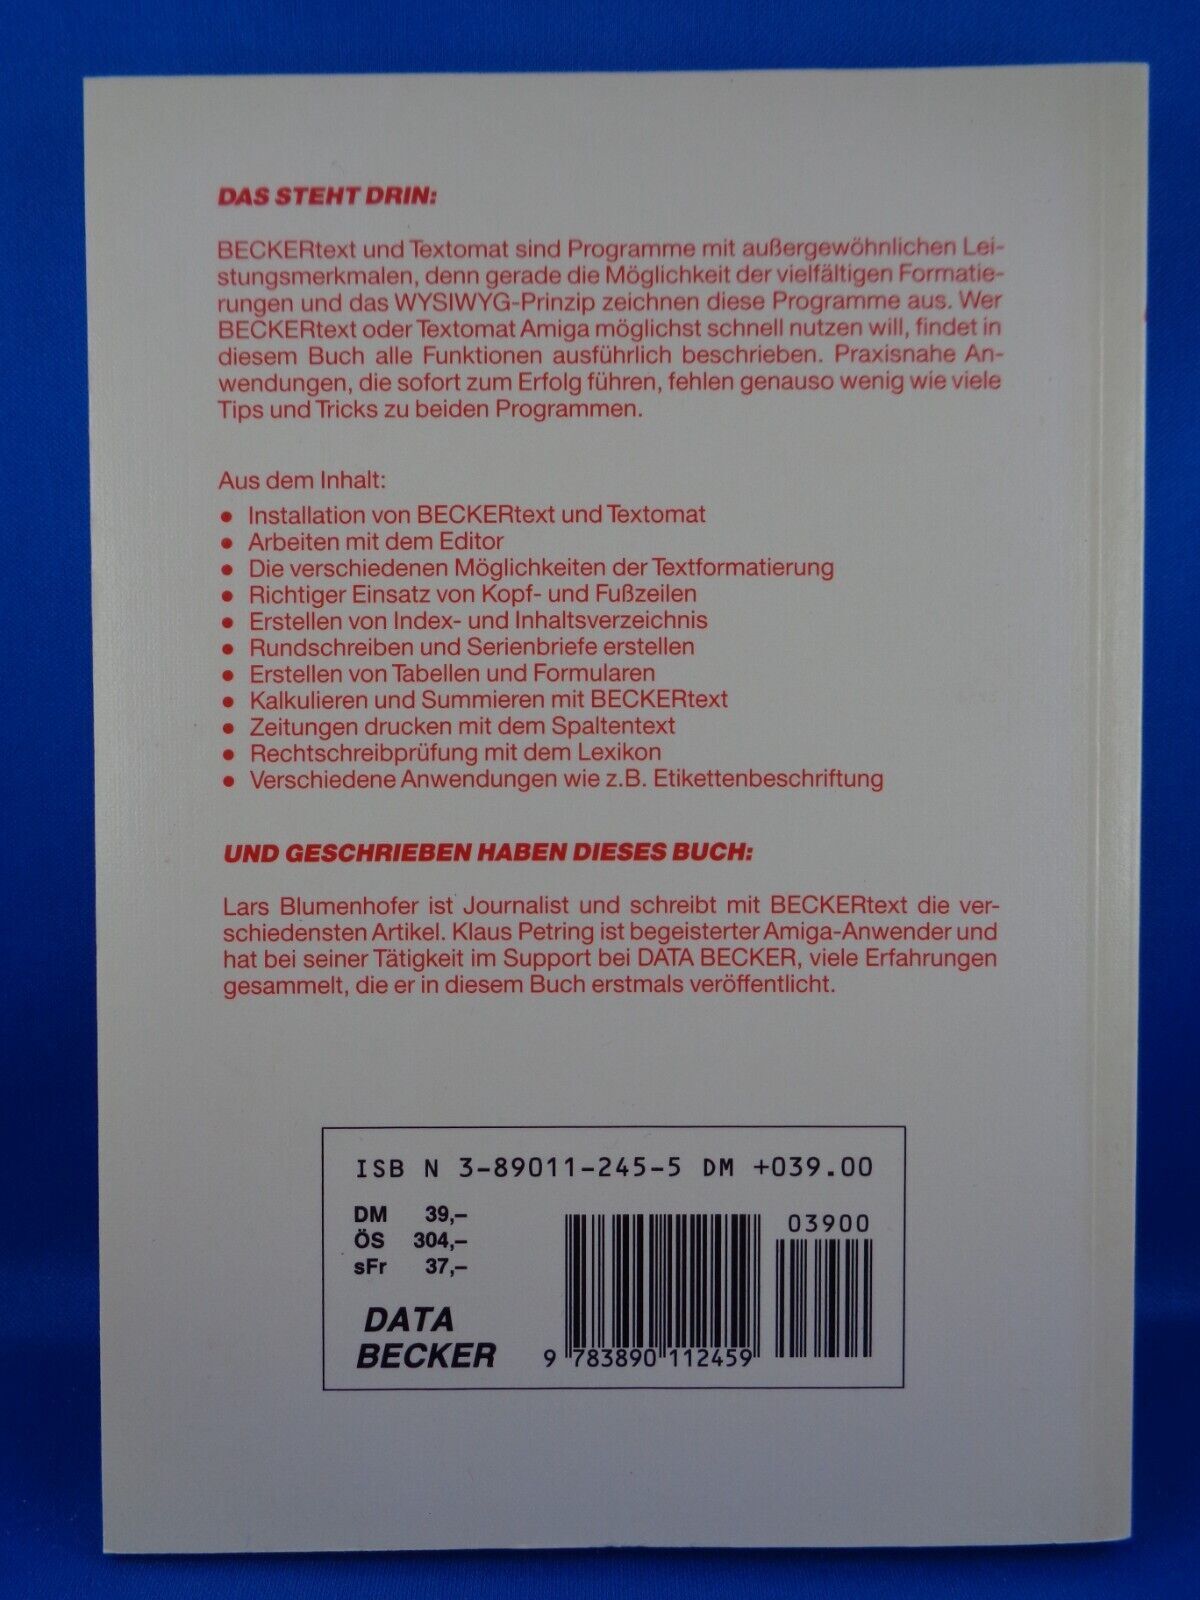 DAS STEHT DRIN:
BECKERtext und Textomat sind Programme mit außergewöhnlichen Lei-
stungsmerkmalen, denn gerade die Möglichkeit der vielfältigen Formatie-
rungen und das WYSIWYG-Prinzip zeichnen diese Programme aus. Wer
BECKERtext oder Textomat Amiga möglichst schnell nutzen will, findet in
diesem Buch alle Funktionen ausführlich beschrieben. Praxisnahe An-
wendungen, die sofort zum Erfolg führen, fehlen genauso wenig wie viele
Tips und Tricks zu beiden Programmen.
Aus dem Inhalt:
• Installation von BECKERtext und Textomat
• Arbeiten mit dem Editor
• Die verschiedenen Möglichkeiten der Textformatierung
• Richtiger Einsatz von Kopf- und Fußzeilen
• Erstellen von Index- und Inhaltsverzeichnis
• Rundschreiben und Serienbriefe erstellen
• Erstellen von Tabellen und Formularen
• Kalkulieren und Summieren mit BECKERtext
• Zeitungen drucken mit dem Spaltentext
• Rechtschreibprüfung mit dem Lexikon
• Verschiedene Anwendungen wie z.B. Etikettenbeschriftung
UND GESCHRIEBEN HABEN DIESES BUCH:
Lars Blumenhofer ist Journalist und schreibt mit BECKERtext die ver-
schiedensten Artikel. Klaus Petring ist begeisterter Amiga-Anwender und
hat bei seiner Tätigkeit im Support bei DATA BECKER, viele Erfahrungen
gesammelt, die er in diesem Buch erstmals veröffentlicht.
ISB N 3-89011-245-5 DM +039.00
DM 39,–
ÖS 304,–
sFr 37,–
DATA
BECKER
03900
9 783890 112459